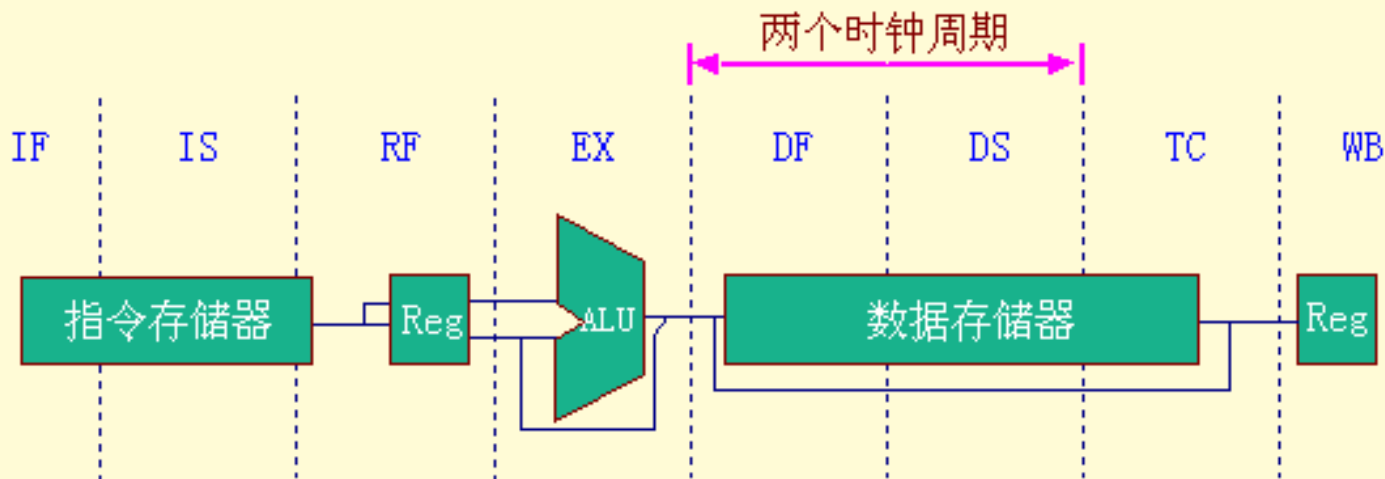 两个时钟周期
IF IS RF EX DF DS TC WB
指令存储器 Reg ALU 数据存储器 Reg